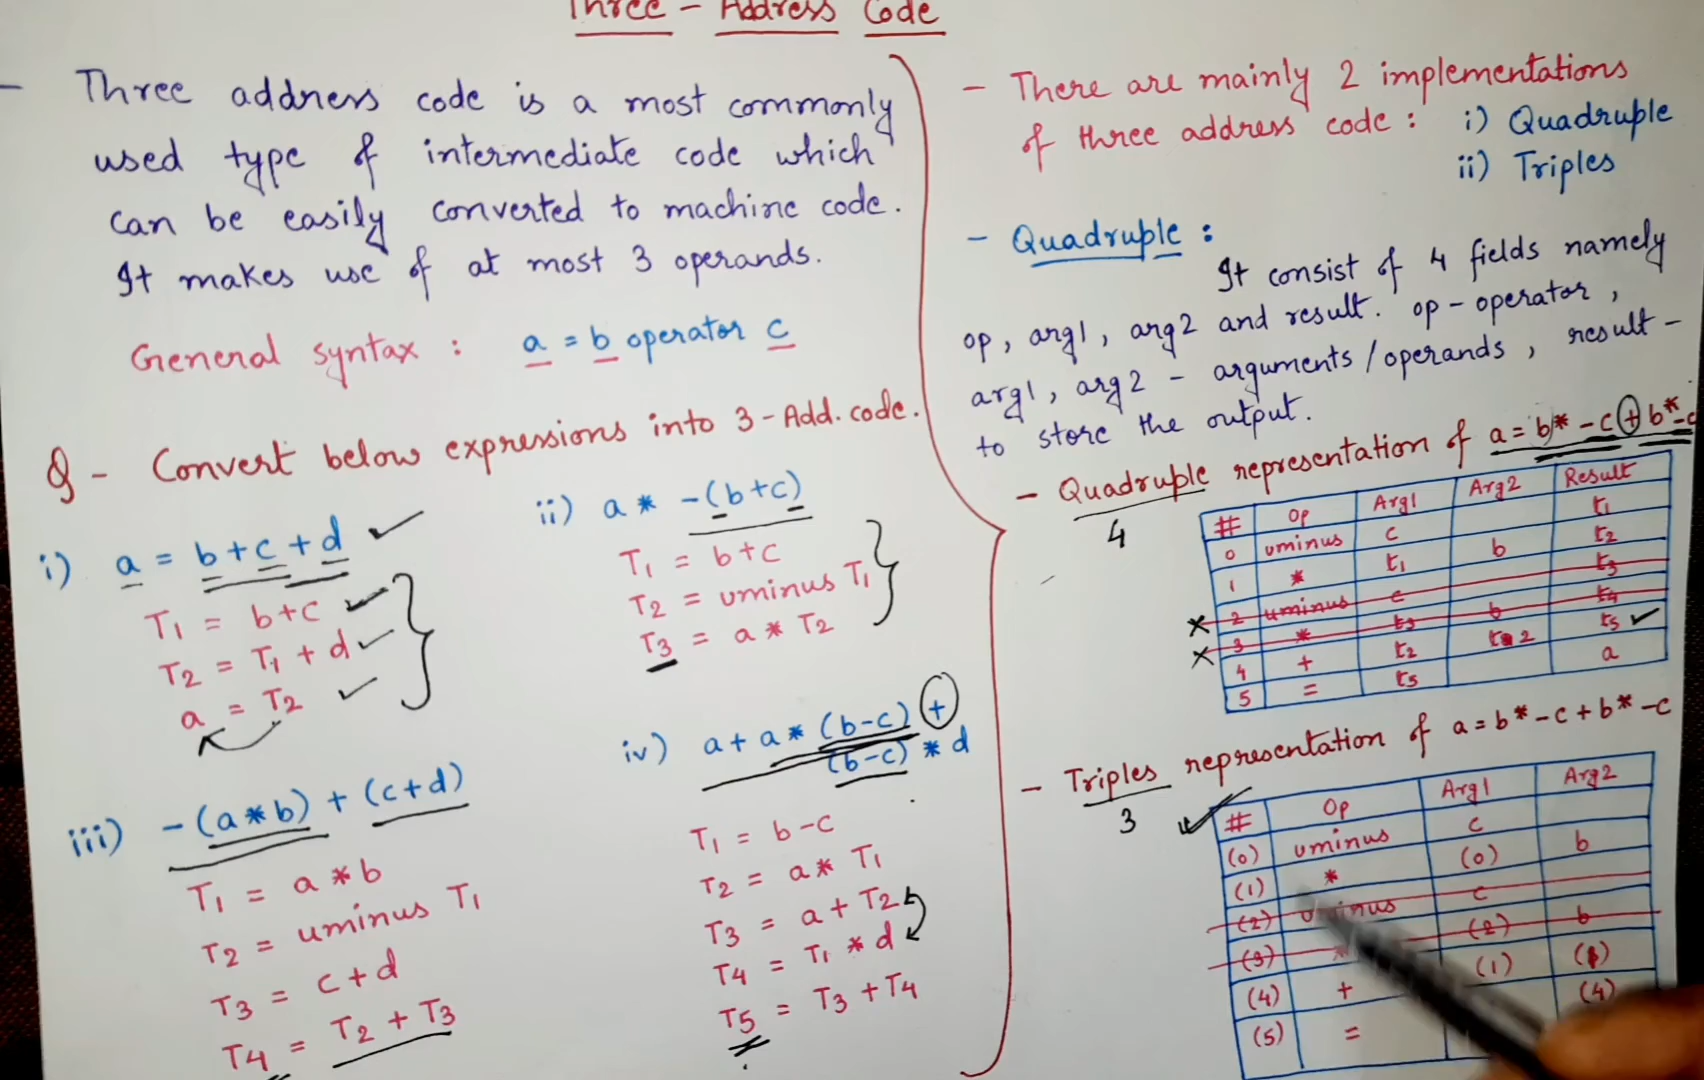 Three - Address Code
- Three address code is a most commonly
used type of intermediate code which
can be easily converted to machine code.
It makes use of at most 3 operands.
General syntax : a = b operator c
Q - Convert below expressions into 3-Add. code.
i) a = b + c + d
T1 = b+c
T2 = T1 + d
a = T2
ii) a * -(b+c)
T1 = b+c
T2 = uminus T1
T3 = a * T2
iii) -(a*b) + (c+d)
T1 = a * b
T2 = uminus T1
T3 = c+d
T4 = T2 + T3
iv) a + a * (b-c) +
(b-c) * d
T1 = b-c
T2 = a * T1
T3 = a + T2
T4 = T1 * d
T5 = T3 + T4
- There are mainly 2 implementations
of three address code : i) Quadruple
ii) Triples
- Quadruple :
It consist of 4 fields namely
op, arg1, arg2 and result. op - operator,
arg1, arg2 - arguments/operands, result -
to store the output.
- Quadruple representation of a = b* -c + b* -c
4
# Op Arg1 Arg2 Result
0 uminus c t1
1 * t1 b t2
2 uminus c t3
3 * t3 b t4
4 + t2 t2 t5
5 = t5 a
- Triples representation of a = b* -c + b* -c
3
# Op Arg1 Arg2
(0) uminus c
(1) * (0) b
(2) uminus c
(3) * (2) b
(4) + (1) (1)
(5) = (4)